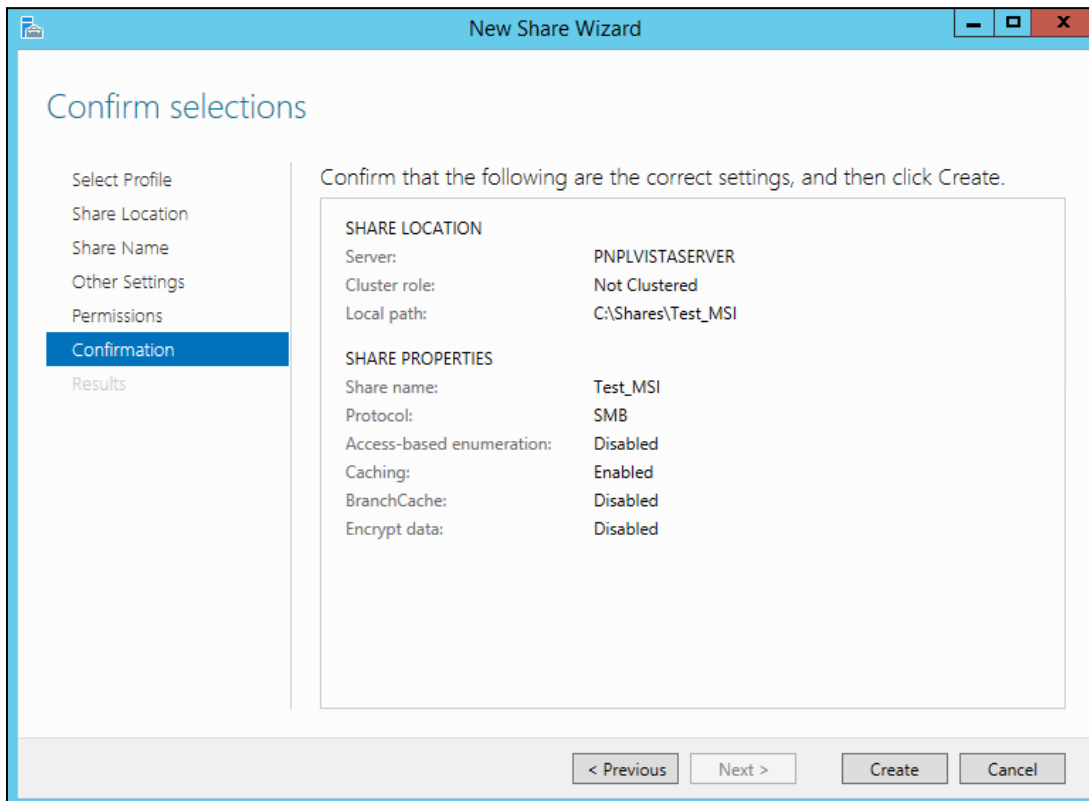 New Share Wizard
Confirm selections
Select Profile
Share Location
Share Name
Other Settings
Permissions
Confirmation
Results
Confirm that the following are the correct settings, and then click Create.
SHARE LOCATION
Server: PNPLVISTASERVER
Cluster role: Not Clustered
Local path: C:\Shares\Test_MSI
SHARE PROPERTIES
Share name: Test_MSI
Protocol: SMB
Access-based enumeration: Disabled
Caching: Enabled
BranchCache: Disabled
Encrypt data: Disabled
< Previous Next > Create Cancel